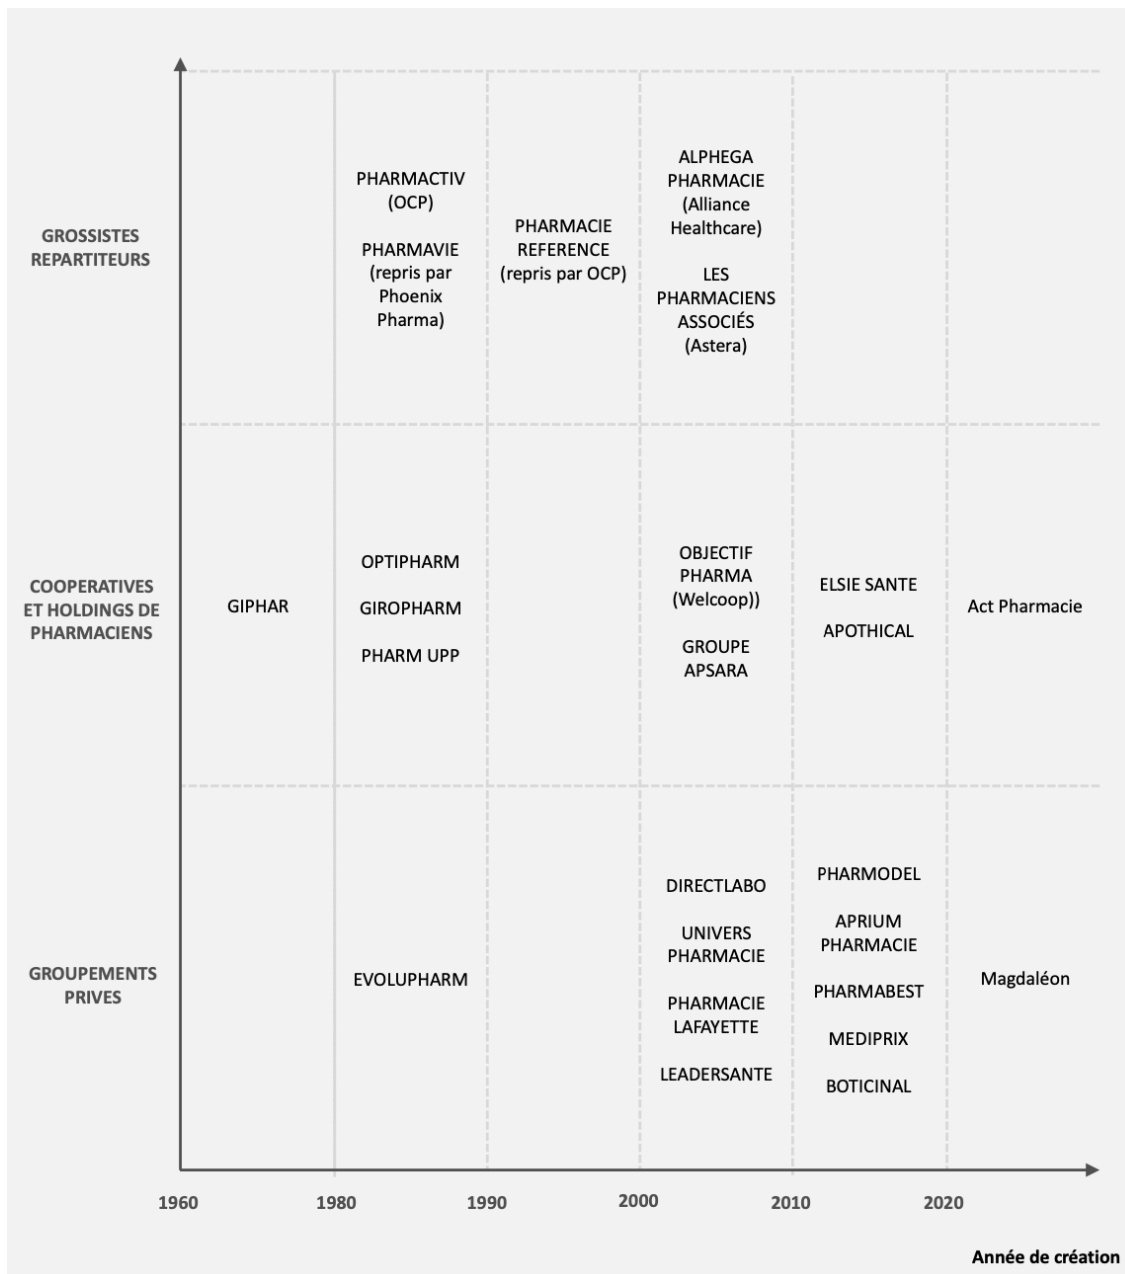 GROSSISTES
REPARTITEURS
PHARMACTIV
(OCP)
PHARMAVIE
(repris par
Phoenix
Pharma)
PHARMACIE
REFERENCE
(repris par OCP)
ALPHEGA
PHARMACIE
(Alliance
Healthcare)
LES
PHARMACIENS
ASSOCIÉS
(Astera)
COOPERATIVES
ET HOLDINGS DE
PHARMACIENS
GIPHAR
OPTIPHARM
GIROPHARM
PHARM UPP
OBJECTIF
PHARMA
(Welcoop))
GROUPE
APSARA
ELSIE SANTE
APOTHICAL
Act Pharmacie
GROUPEMENTS
PRIVES
EVOLUPHARM
DIRECTLABO
UNIVERS
PHARMACIE
PHARMACIE
LAFAYETTE
LEADERSANTE
PHARMODEL
APRIUM
PHARMACIE
PHARMABEST
MEDIPRIX
BOTICINAL
Magdaléon
1960 1980 1990 2000 2010 2020
Année de création